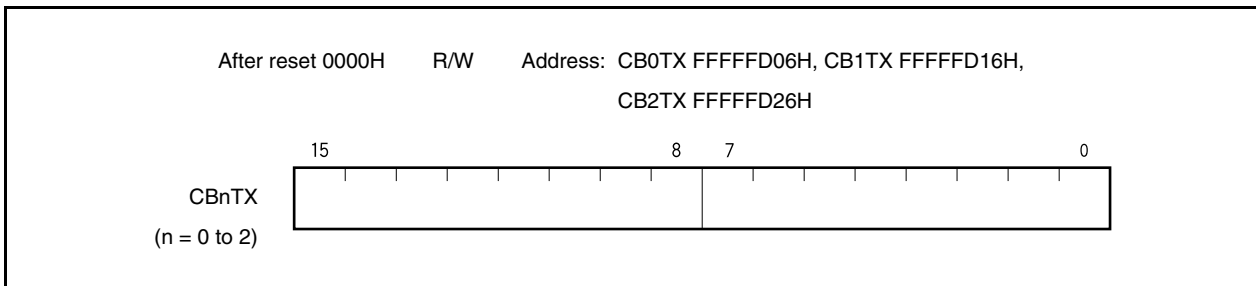 After reset 0000H R/W Address: CB0TX FFFFFD06H, CB1TX FFFFFD16H,
CB2TX FFFFFD26H
15 8 7 0
CBnTX
(n = 0 to 2)